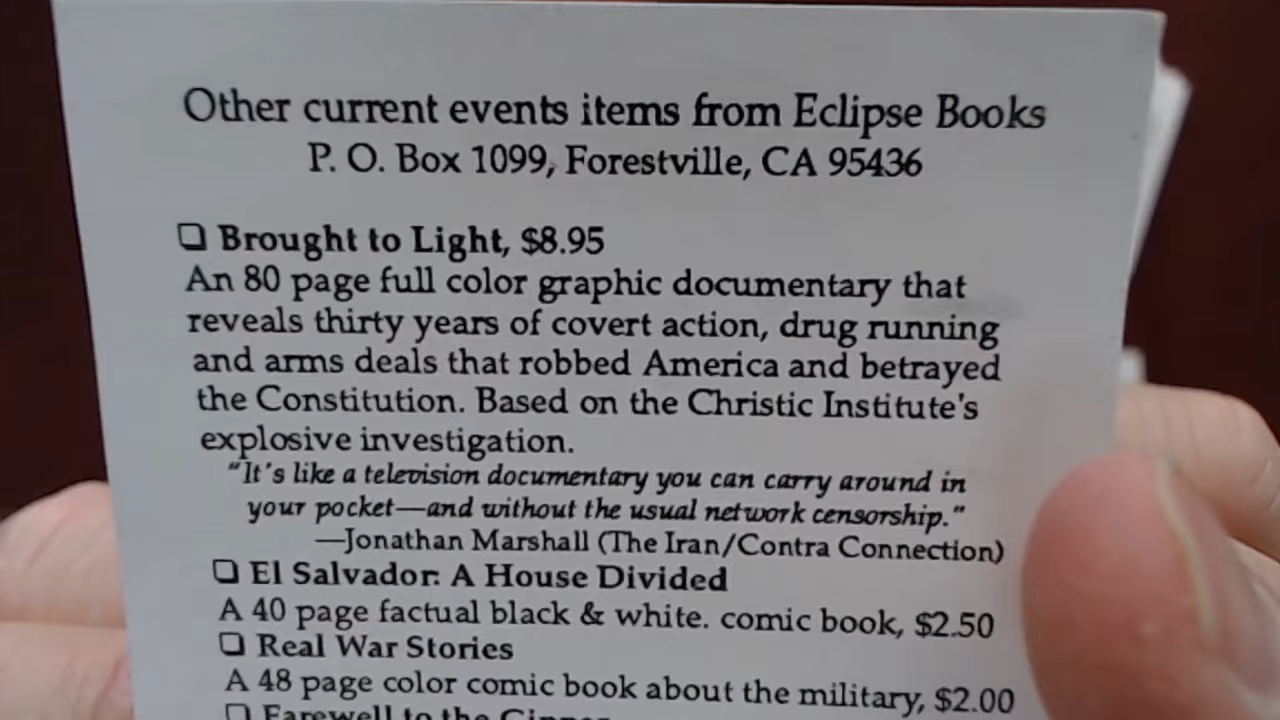 Other current events items from Eclipse Books
P. O. Box 1099, Forestville, CA 95436
❏ Brought to Light, $8.95
An 80 page full color graphic documentary that
reveals thirty years of covert action, drug running
and arms deals that robbed America and betrayed
the Constitution. Based on the Christic Institute's
explosive investigation.
"It's like a television documentary you can carry around in
your pocket—and without the usual network censorship."
—Jonathan Marshall (The Iran/Contra Connection)
❏ El Salvador: A House Divided
A 40 page factual black & white. comic book, $2.50
❏ Real War Stories
A 48 page color comic book about the military, $2.00
❏ Farewell to the